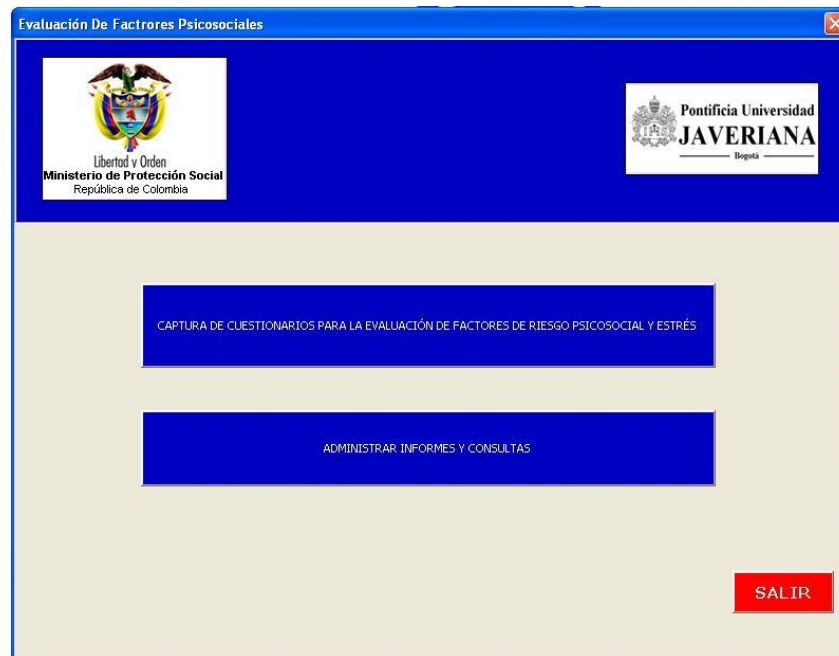 Evaluación De Factrores Psicosociales
Libertad y Orden
Ministerio de Protección Social
República de Colombia
Pontificia Universidad
JAVERIANA
Bogotá
CAPTURA DE CUESTIONARIOS PARA LA EVALUACIÓN DE FACTORES DE RIESGO PSICOSOCIAL Y ESTRÉS
ADMINISTRAR INFORMES Y CONSULTAS
SALIR